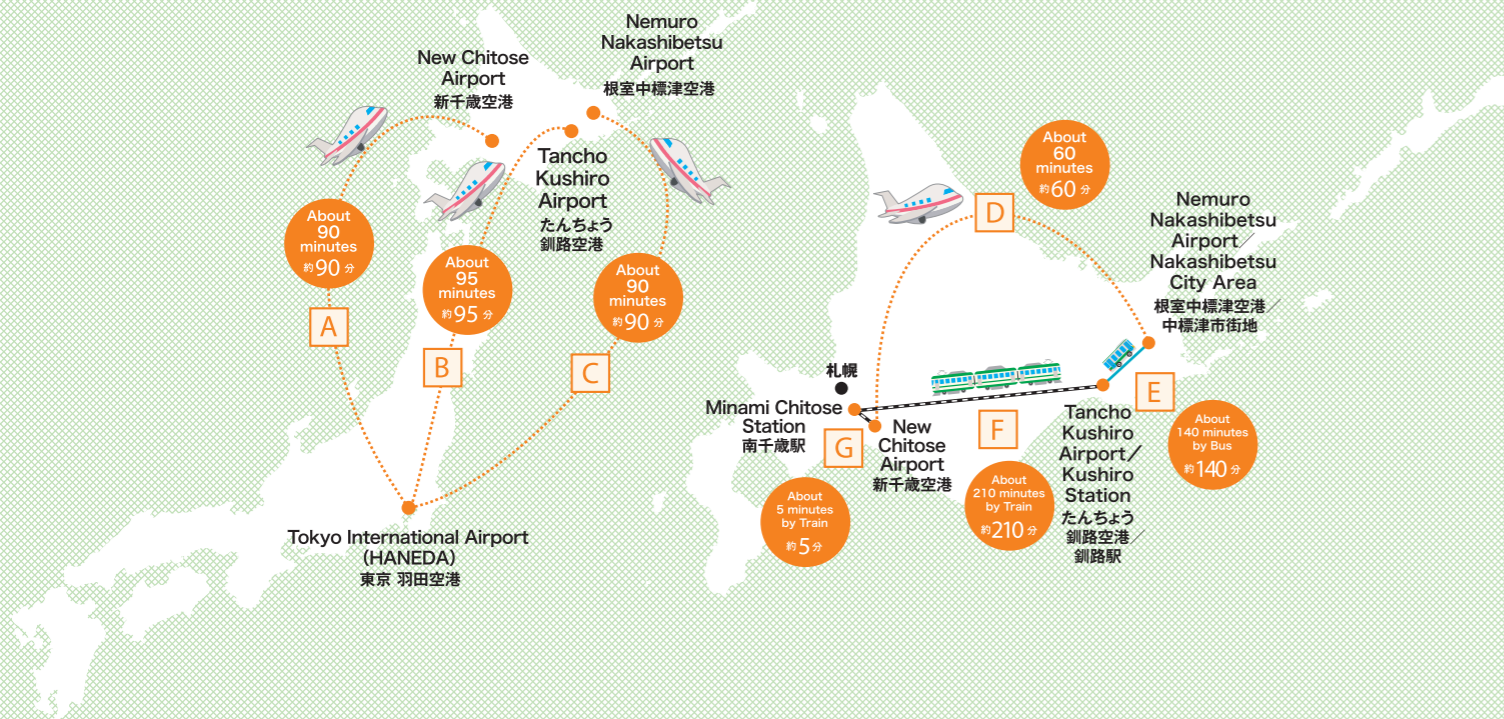 New Chitose
Airport
新千歳空港
Nemuro
Nakashibetsu
Airport
根室中標津空港
Tancho
Kushiro
Airport
たんちょう
釧路空港
About
90
minutes
約90分
A
About
95
minutes
約95分
B
About
90
minutes
約90分
C
Tokyo International Airport
(HANEDA)
東京 羽田空港
About
60
minutes
約60分
D
Nemuro
Nakashibetsu
Airport／
Nakashibetsu
City Area
根室中標津空港／
中標津市街地
札幌
Minami Chitose
Station
南千歳駅
G
New
Chitose
Airport
新千歳空港
F
Tancho
Kushiro
Airport／
Kushiro
Station
たんちょう
釧路空港／
釧路駅
E
About
140 minutes
by Bus
約140分
About
5 minutes
by Train
約5分
About
210 minutes
by Train
約210分